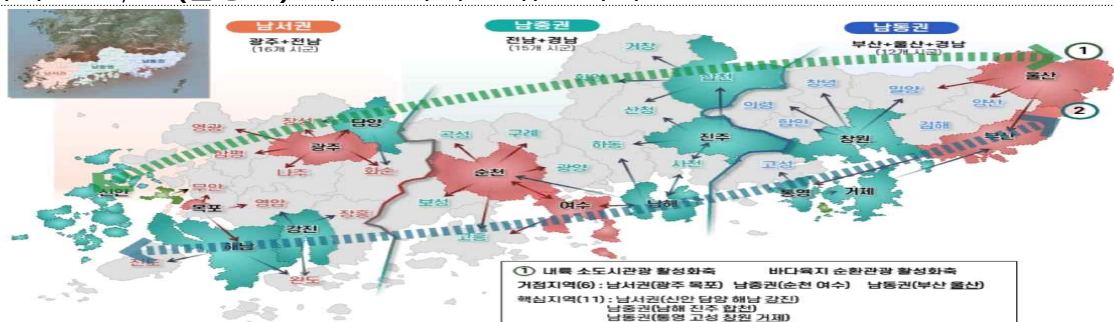 남서권
남중권
남동권
광주+전남
(16개 시군)
전남+경남
(15개 시군)
부산+울산+경남
(12개 시군)
①
②
거창
합천
산청
창녕
밀양
울산
의령
양산
함안
창원
김해
부산
진주
하동
사천
고성
통영
거제
영광
장성
담양
곡성
구례
함평
광주
나주
화순
순천
광양
신안
무안
목포
영암
장흥
보성
여수
남해
강진
고흥
해남
진도
완도
① 내륙 소도시관광 활성화축 바다육지 순환관광 활성화축
거점지역(6) : 남서권(광주 목포) 남중권(순천 여수) 남동권(부산 울산)
핵심지역(11) : 남서권(신안 담양 해남 강진)
남중권(남해 진주 합천)
남동권(통영 고성 창원 거제)